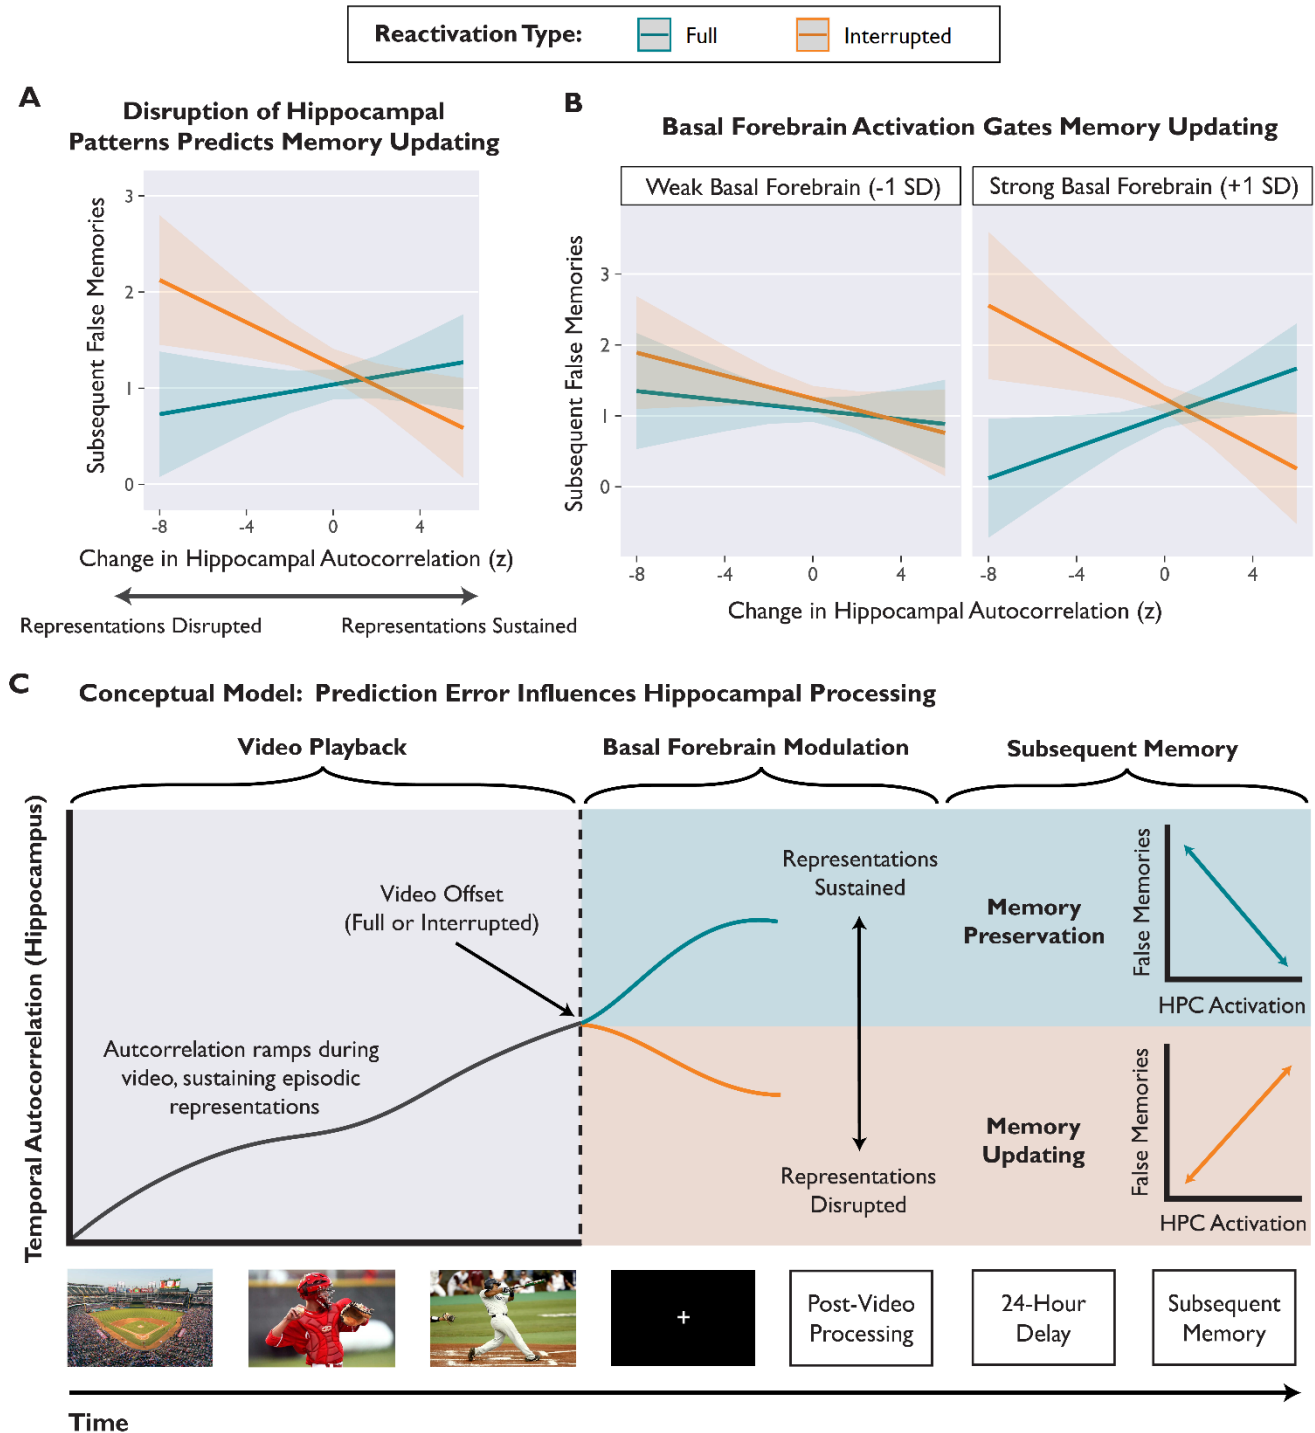 Reactivation Type: Full Interrupted
A
Disruption of Hippocampal
Patterns Predicts Memory Updating
Subsequent False Memories
3
2
1
0
-8 -4 0 4
Change in Hippocampal Autocorrelation (z)
Representations Disrupted Representations Sustained
B
Basal Forebrain Activation Gates Memory Updating
Weak Basal Forebrain (-1 SD) Strong Basal Forebrain (+1 SD)
Subsequent False Memories
3
2
1
0
-8 -4 0 4 -8 -4 0 4
Change in Hippocampal Autocorrelation (z)
C
Conceptual Model: Prediction Error Influences Hippocampal Processing
Video Playback Basal Forebrain Modulation Subsequent Memory
Temporal Autocorrelation (Hippocampus)
Autcorrelation ramps during
video, sustaining episodic
representations
Video Offset
(Full or Interrupted)
Representations
Sustained
Representations
Disrupted
Memory
Preservation
False Memories
HPC Activation
Memory
Updating
False Memories
HPC Activation
Post-Video
Processing
24-Hour
Delay
Subsequent
Memory
Time